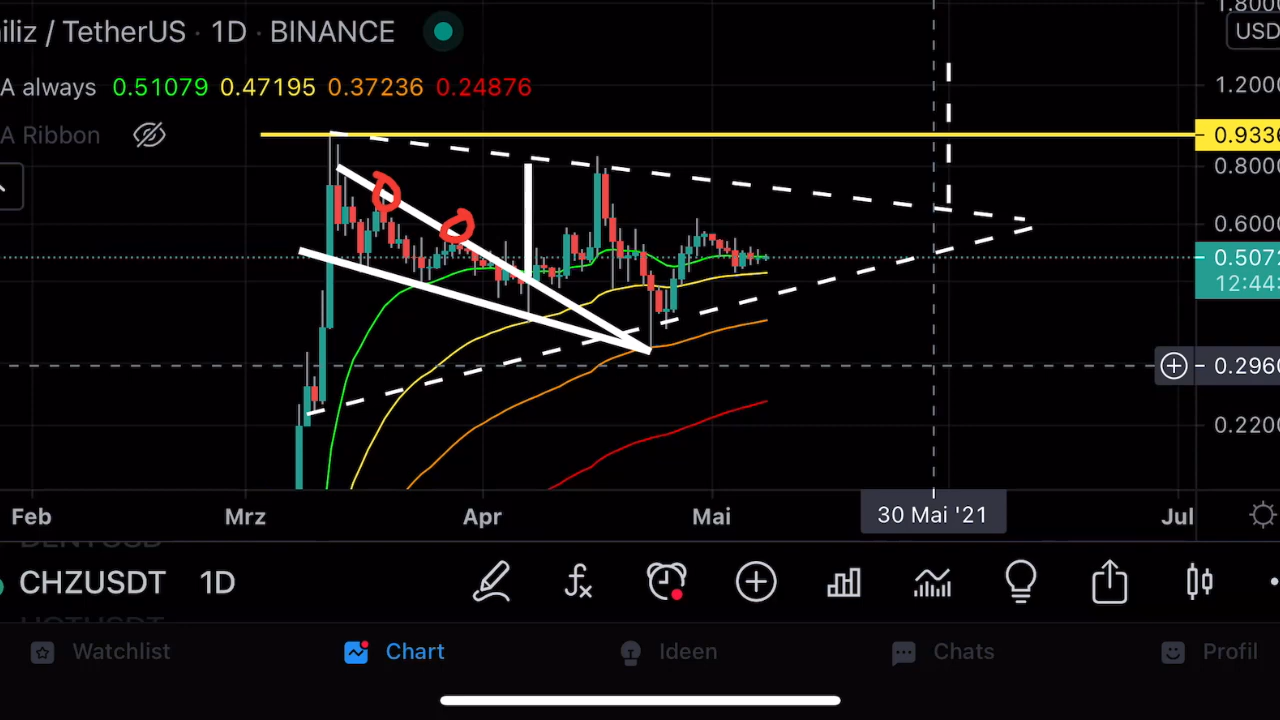 iliz / TetherUS · 1D · BINANCE
1.8000
USD
A always 0.51079 0.47195 0.37236 0.24876
1.2000
A Ribbon
0.9336
0.8000
0.6000
0.5072
12:44:
0.2960
0.2200
Feb Mrz Apr Mai 30 Mai '21 Jul
CHZUSDT 1D
Watchlist Chart Ideen Chats Profil